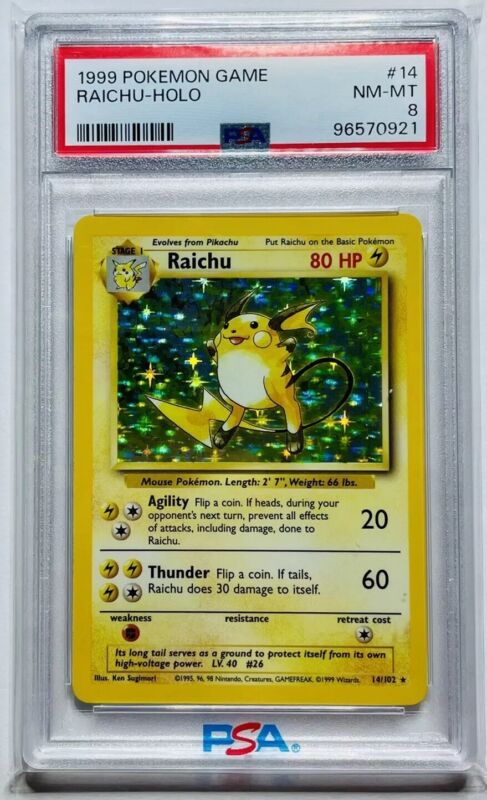 1999 POKEMON GAME #14
RAICHU-HOLO NM-MT
8
PSA 96570921
STAGE 1 Evolves from Pikachu Put Raichu on the Basic Pokémon
Raichu 80 HP
Mouse Pokémon. Length: 2' 7", Weight: 66 lbs.
Agility Flip a coin. If heads, during your
opponent's next turn, prevent all effects
of attacks, including damage, done to
Raichu.
20
Thunder Flip a coin. If tails,
Raichu does 30 damage to itself.
60
weakness resistance retreat cost
Its long tail serves as a ground to protect itself from its own
high-voltage power. LV. 40 #26
Illus. Ken Sugimori ©1995, 96, 98 Nintendo, Creatures, GAMEFREAK. ©1999 Wizards. 14/102 ★
PSA®